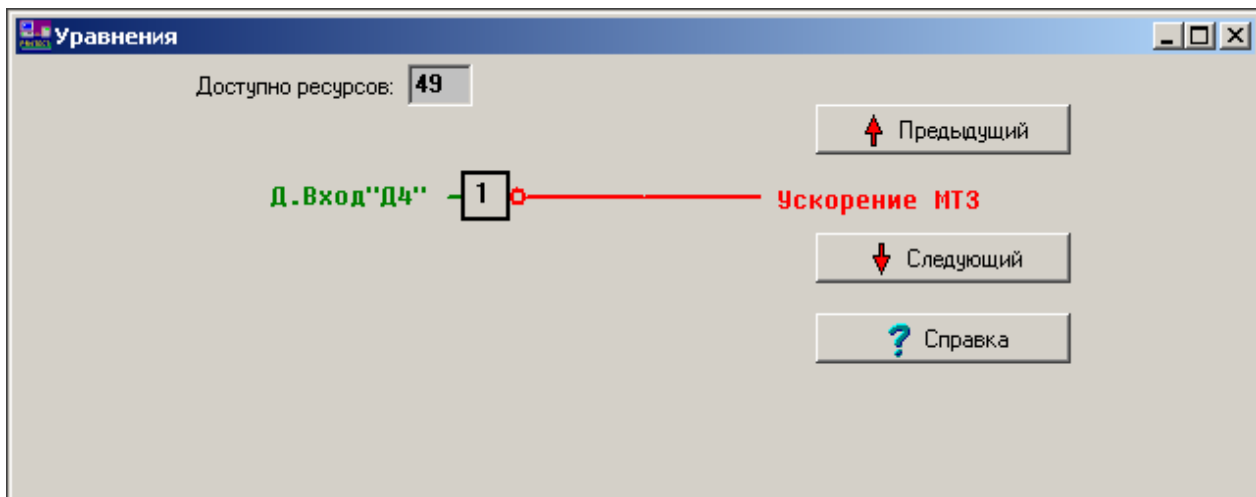 Уравнения
Доступно ресурсов: 49
Предыдущий
Д.Вход"Д4" 1 Ускорение МТЗ
Следующий
? Справка